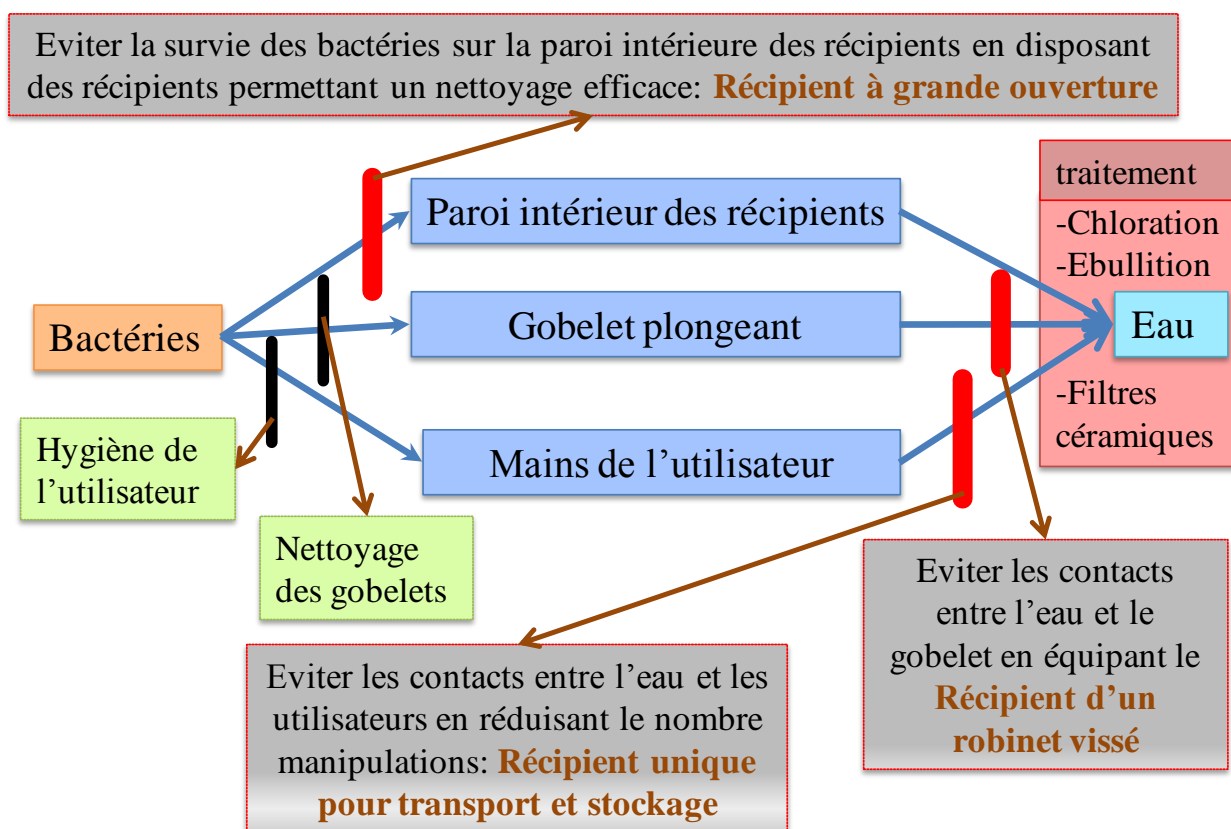 Eviter la survie des bactéries sur la paroi intérieure des récipients en disposant
des récipients permettant un nettoyage efficace: Récipient à grande ouverture
traitement
-Chloration
-Ebullition
-Filtres
céramiques
Paroi intérieur des récipients
Bactéries
Gobelet plongeant
Eau
Mains de l’utilisateur
Hygiène de
l’utilisateur
Nettoyage
des gobelets
Eviter les contacts entre l’eau et les
utilisateurs en réduisant le nombre
manipulations: Récipient unique
pour transport et stockage
Eviter les contacts
entre l’eau et le
gobelet en équipant le
Récipient d’un
robinet vissé